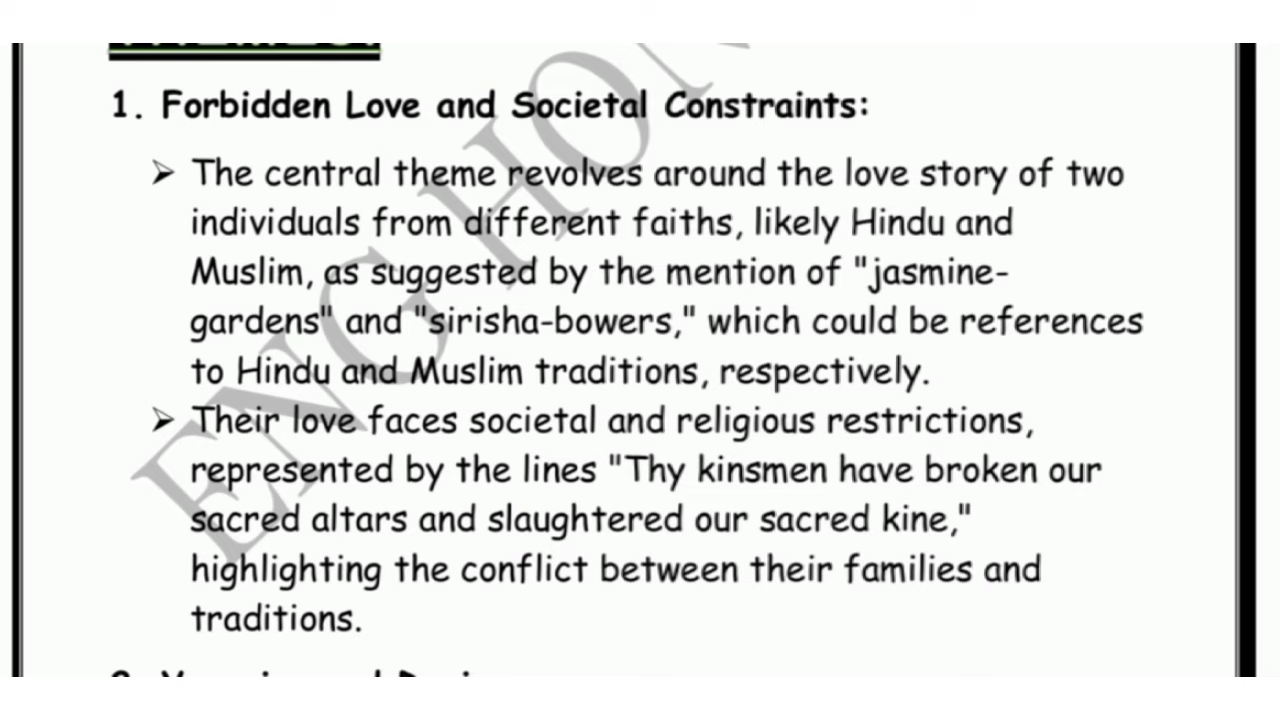 1. Forbidden Love and Societal Constraints:
➢ The central theme revolves around the love story of two
individuals from different faiths, likely Hindu and
Muslim, as suggested by the mention of "jasmine-
gardens" and "sirisha-bowers," which could be references
to Hindu and Muslim traditions, respectively.
➢ Their love faces societal and religious restrictions,
represented by the lines "Thy kinsmen have broken our
sacred altars and slaughtered our sacred kine,"
highlighting the conflict between their families and
traditions.
ENG HON